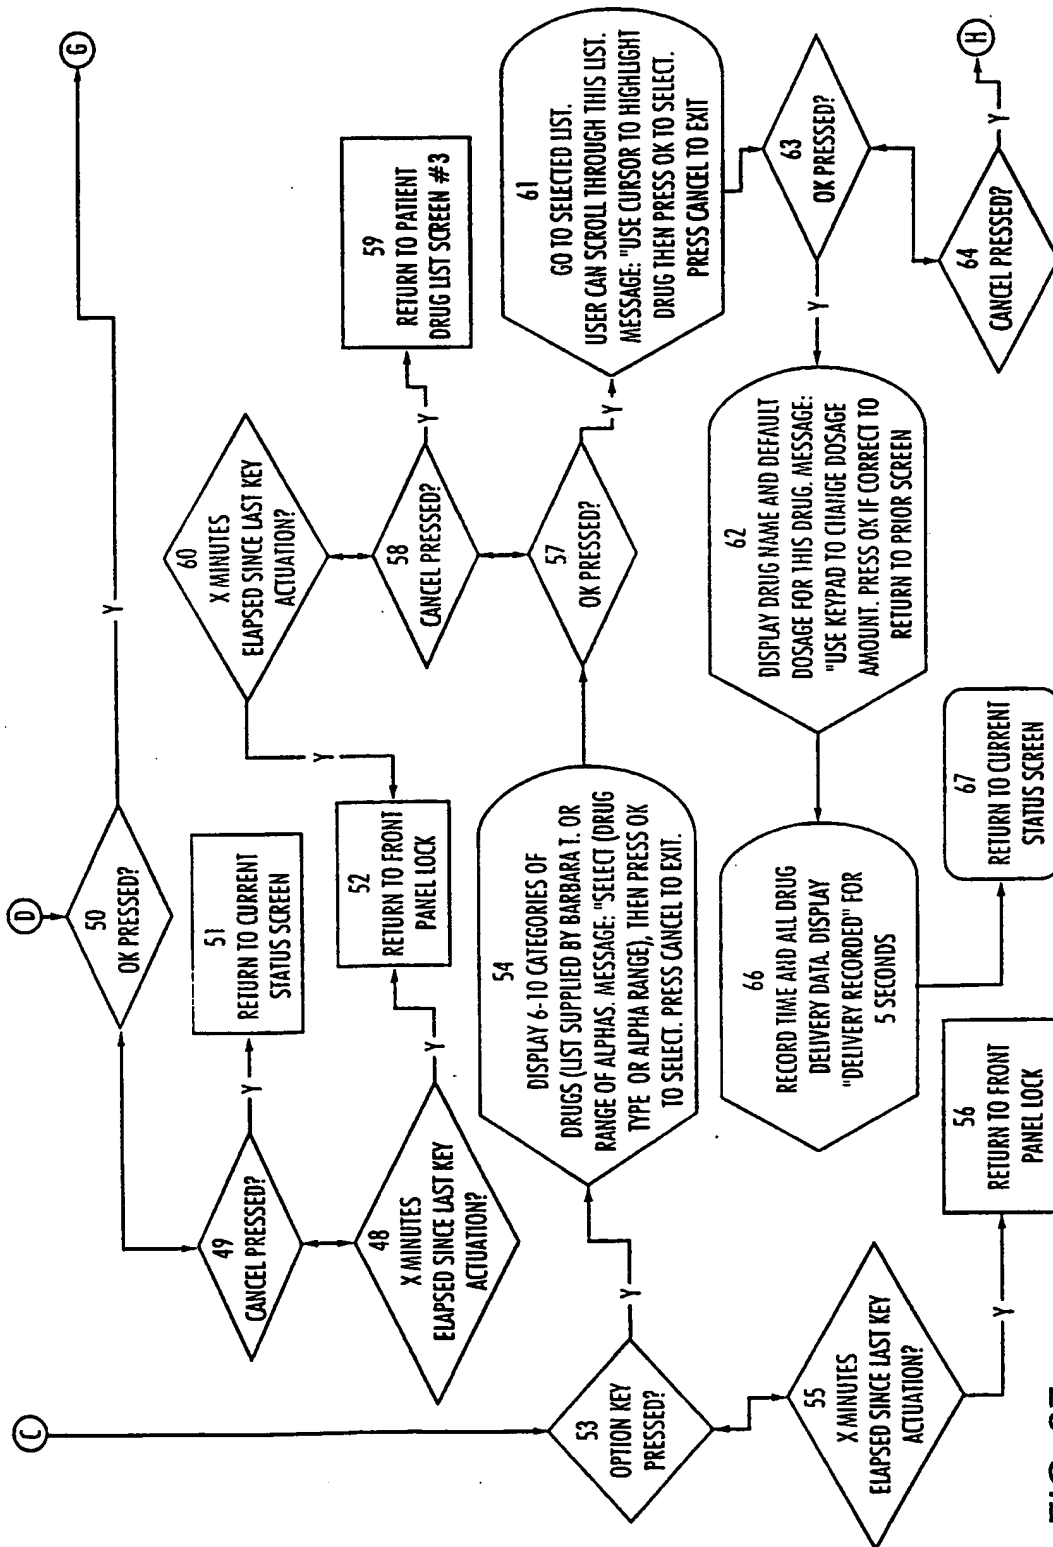 C
D
G
50
OK PRESSED?
Y
49
CANCEL PRESSED?
Y
51
RETURN TO CURRENT
STATUS SCREEN
48
X MINUTES
ELAPSED SINCE LAST KEY
ACTUATION?
Y
52
RETURN TO FRONT
PANEL LOCK
60
X MINUTES
ELAPSED SINCE LAST KEY
ACTUATION?
Y
58
CANCEL PRESSED?
Y
59
RETURN TO PATIENT
DRUG LIST SCREEN #3
53
OPTION KEY
PRESSED?
Y
54
DISPLAY 6-10 CATEGORIES OF
DRUGS (LIST SUPPLIED BY BARBARA T. OR
RANGE OF ALPHAS. MESSAGE: "SELECT (DRUG
TYPE OR ALPHA RANGE), THEN PRESS OK
TO SELECT. PRESS CANCEL TO EXIT.
57
OK PRESSED?
Y
61
GO TO SELECTED LIST.
USER CAN SCROLL THROUGH THIS LIST.
MESSAGE: "USE CURSOR TO HIGHLIGHT
DRUG THEN PRESS OK TO SELECT.
PRESS CANCEL TO EXIT
55
X MINUTES
ELAPSED SINCE LAST KEY
ACTUATION?
Y
56
RETURN TO FRONT
PANEL LOCK
66
RECORD TIME AND ALL DRUG
DELIVERY DATA. DISPLAY
"DELIVERY RECORDED" FOR
5 SECONDS
67
RETURN TO CURRENT
STATUS SCREEN
62
DISPLAY DRUG NAME AND DEFAULT
DOSAGE FOR THIS DRUG. MESSAGE:
"USE KEYPAD TO CHANGE DOSAGE
AMOUNT. PRESS OK IF CORRECT TO
RETURN TO PRIOR SCREEN
Y
63
OK PRESSED?
64
CANCEL PRESSED?
Y
H